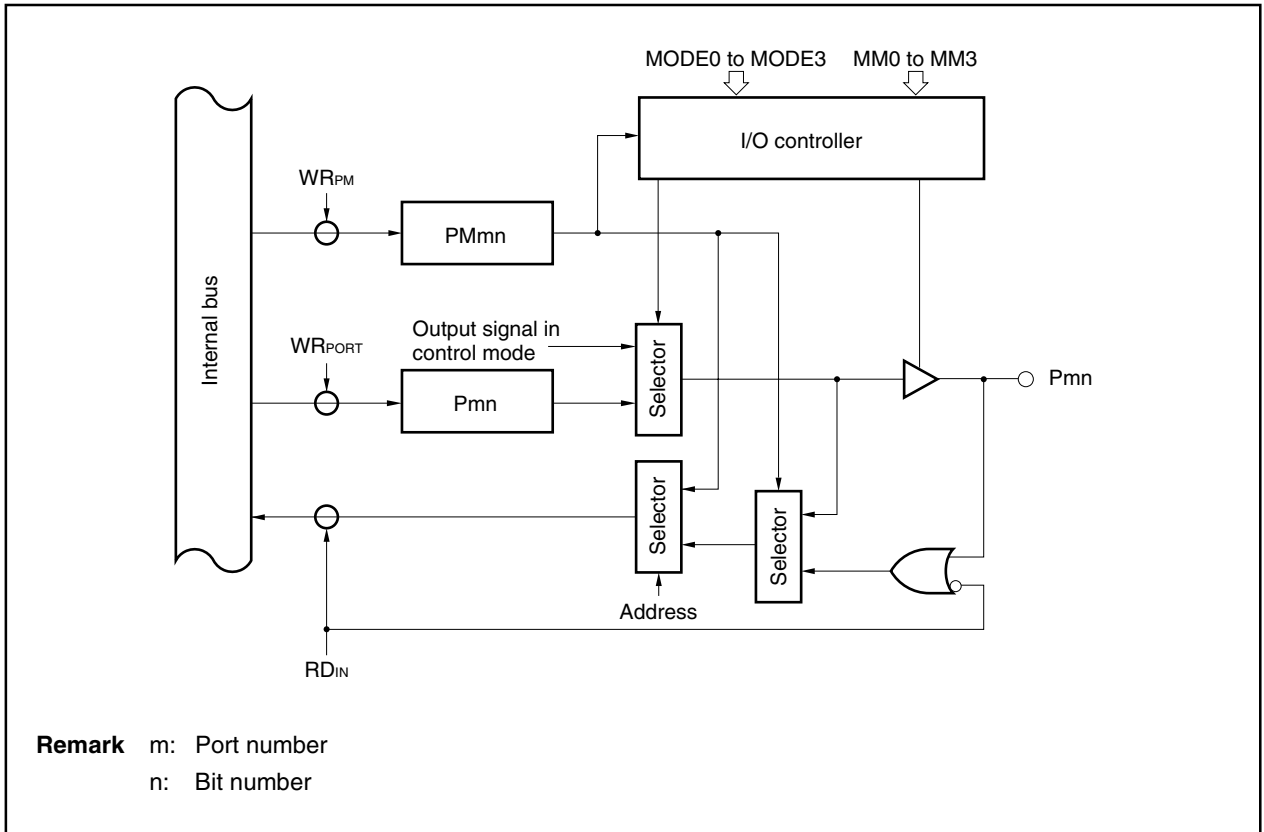 MODE0 to MODE3 MM0 to MM3
I/O controller
WRPM
PMmn
Internal bus
Output signal in
control mode
WRPORT
Pmn
Selector
Pmn
Selector
Selector
Address
RDIN
Remark m: Port number
n: Bit number